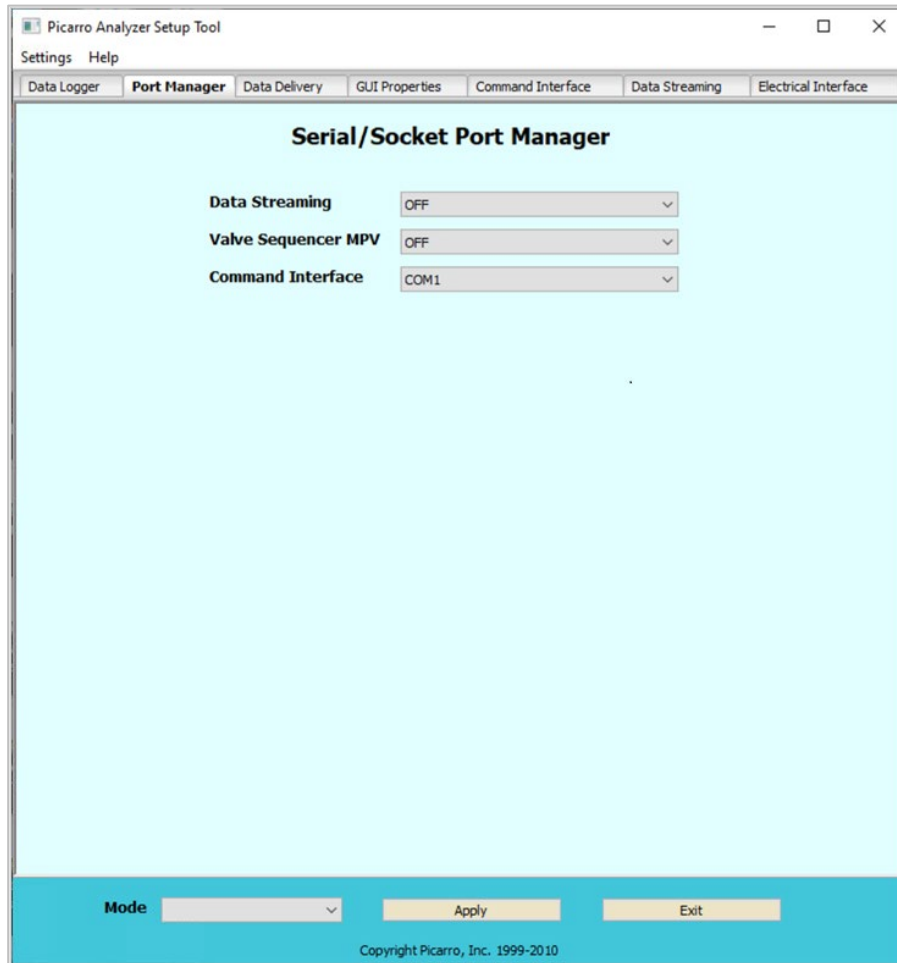 Picarro Analyzer Setup Tool
Settings Help
Data Logger Port Manager Data Delivery GUI Properties Command Interface Data Streaming Electrical Interface
Serial/Socket Port Manager
Data Streaming OFF
Valve Sequencer MPV OFF
Command Interface COM1
Mode Apply Exit
Copyright Picarro, Inc. 1999-2010